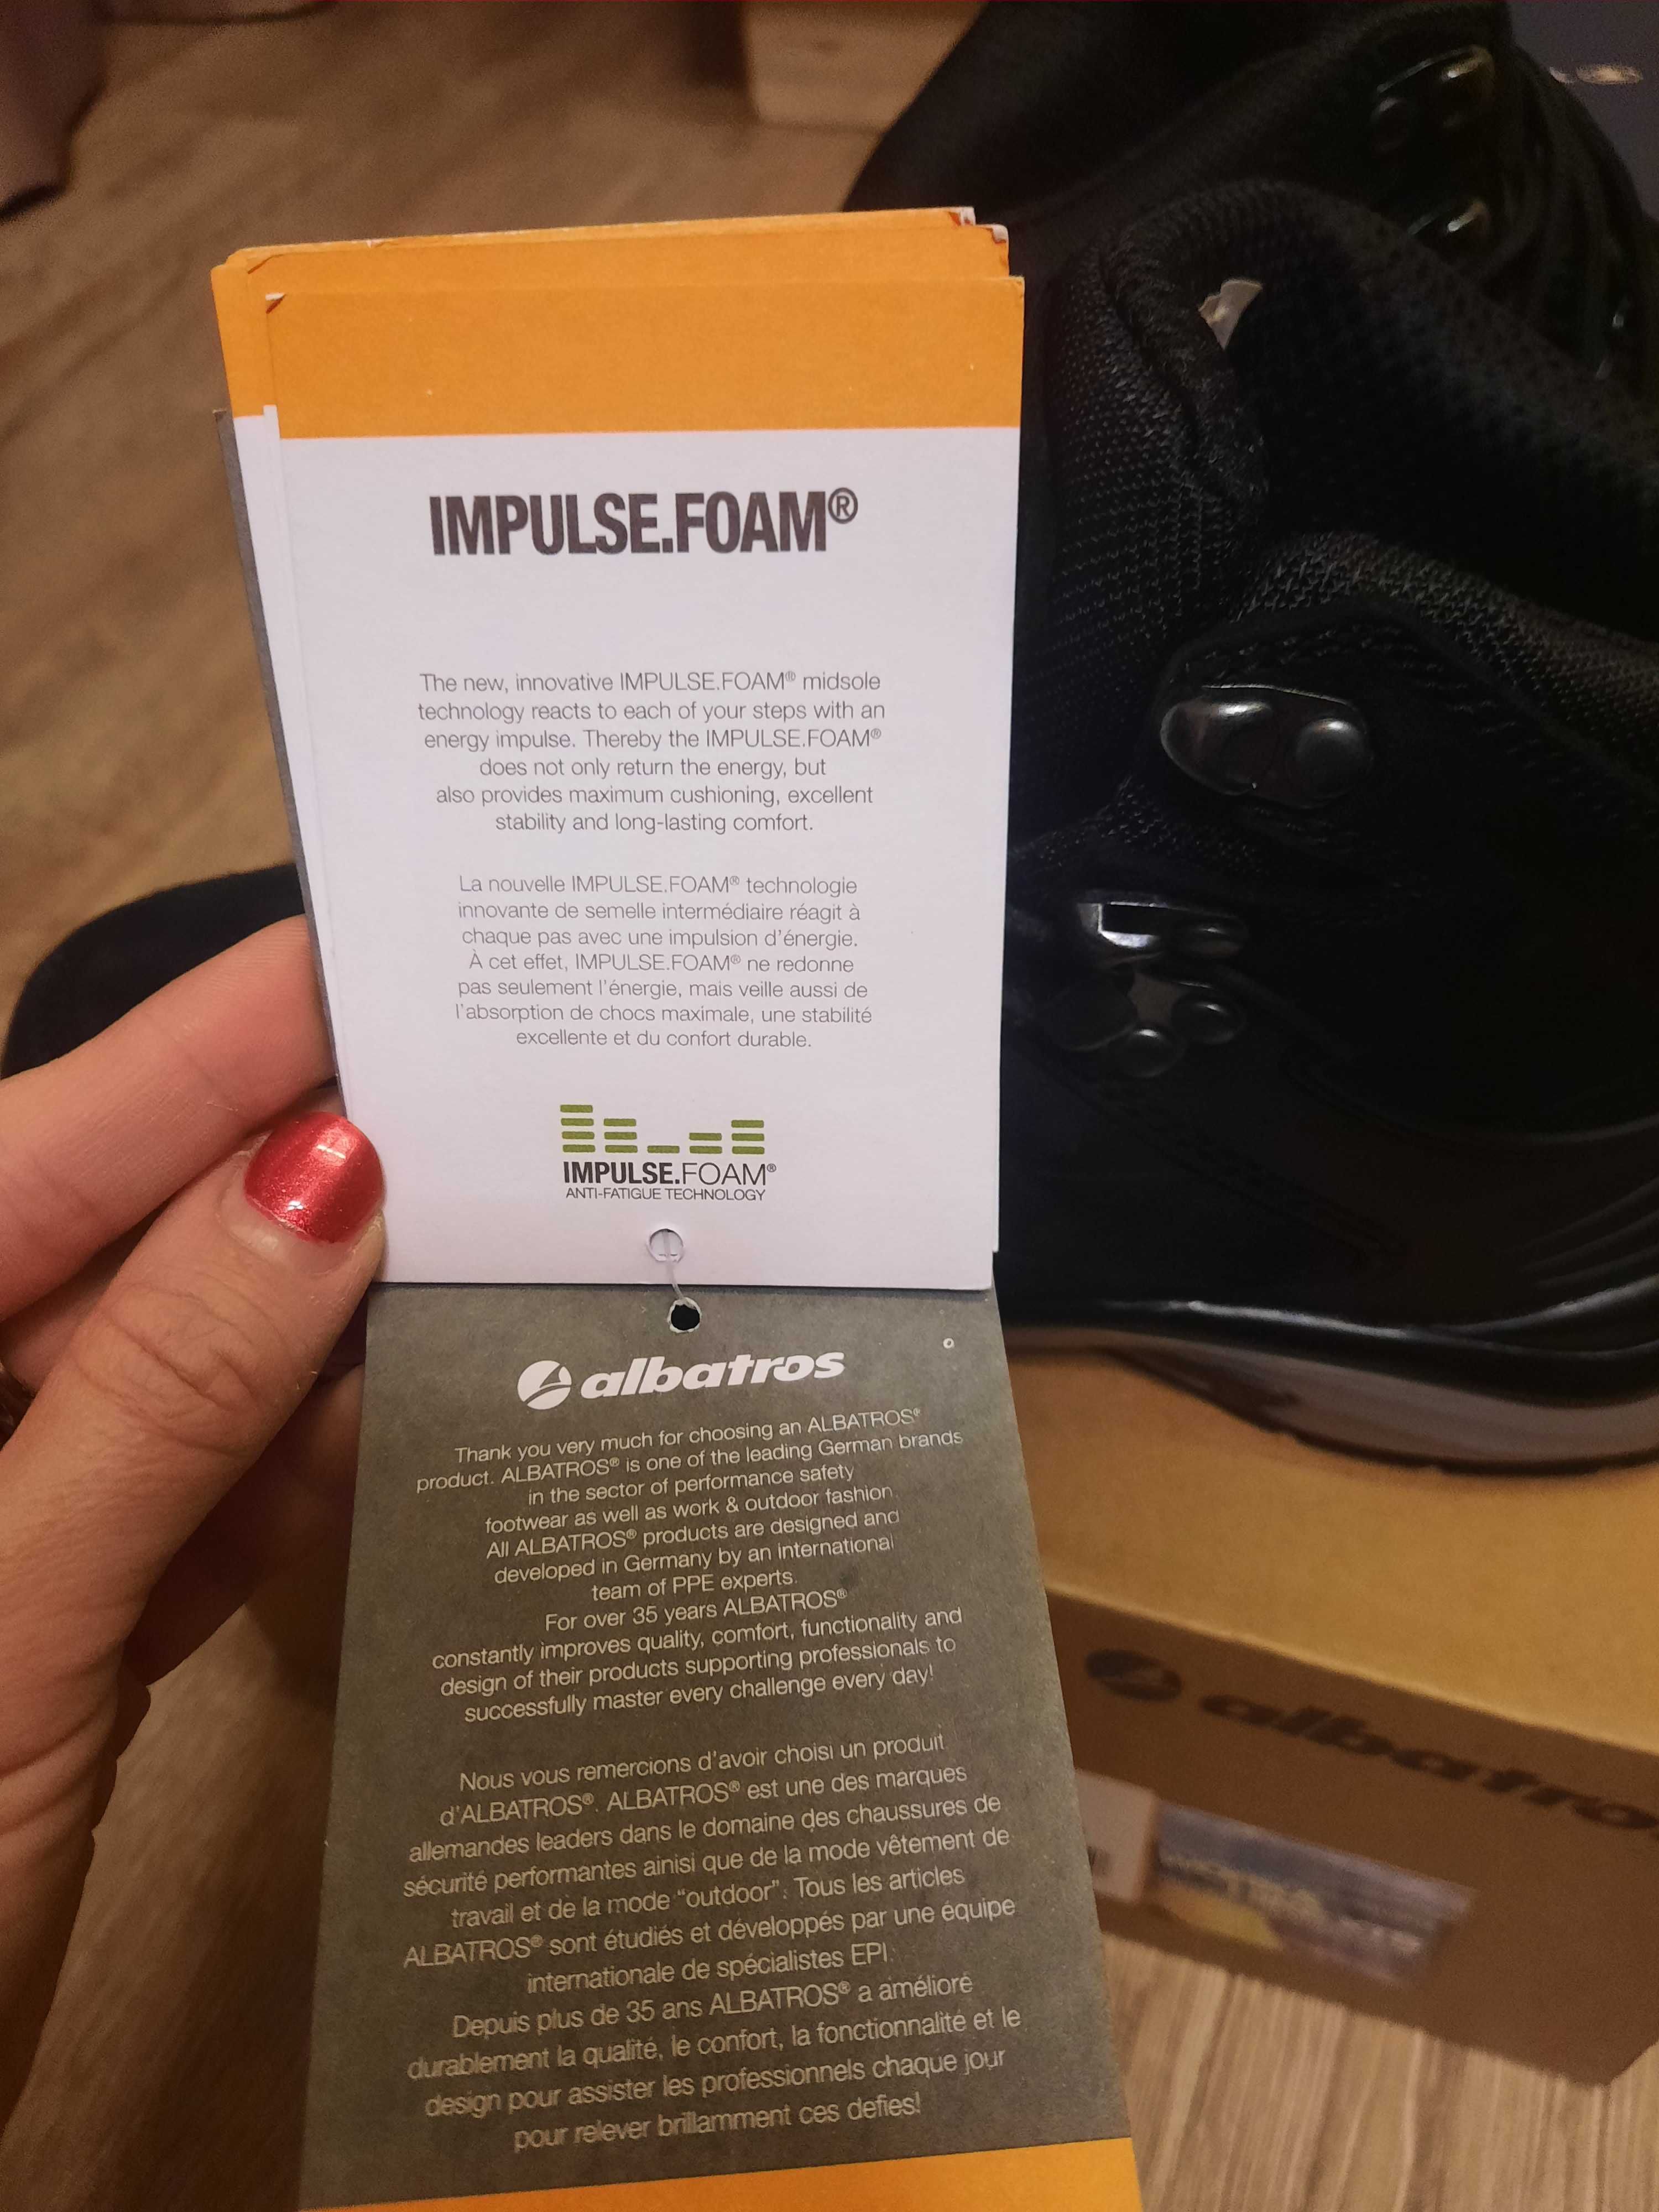 IMPULSE.FOAM®
The new, innovative IMPULSE.FOAM® midsole
technology reacts to each of your steps with an
energy impulse. Thereby the IMPULSE.FOAM®
does not only return the energy, but
also provides maximum cushioning, excellent
stability and long-lasting comfort.
La nouvelle IMPULSE.FOAM® technologie
innovante de semelle intermédiaire réagit à
chaque pas avec une impulsion d'énergie.
À cet effet, IMPULSE.FOAM® ne redonne
pas seulement l'énergie, mais veille aussi de
l'absorption de chocs maximale, une stabilité
excellente et du confort durable.
IMPULSE.FOAM®
ANTI-FATIGUE TECHNOLOGY
albatros
Thank you very much for choosing an ALBATROS®
product. ALBATROS® is one of the leading German brands
in the sector of performance safety
footwear as well as work & outdoor fashion
All ALBATROS® products are designed and
developed in Germany by an international
team of PPE experts.
For over 35 years ALBATROS®
constantly improves quality, comfort, functionality and
design of their products supporting professionals to
successfully master every challenge every day!
Nous vous remercions d'avoir choisi un produit
d'ALBATROS®. ALBATROS® est une des marques
allemandes leaders dans le domaine des chaussures de
sécurité performantes ainisi que de la mode vêtement de
travail et de la mode "outdoor". Tous les articles
ALBATROS® sont étudiés et développés par une équipe
internationale de spécialistes EPI.
Depuis plus de 35 ans ALBATROS® a amélioré
durablement la qualité, le confort, la fonctionnalité et le
design pour assister les professionnels chaque jour
pour relever brillamment ces defies!
albatros